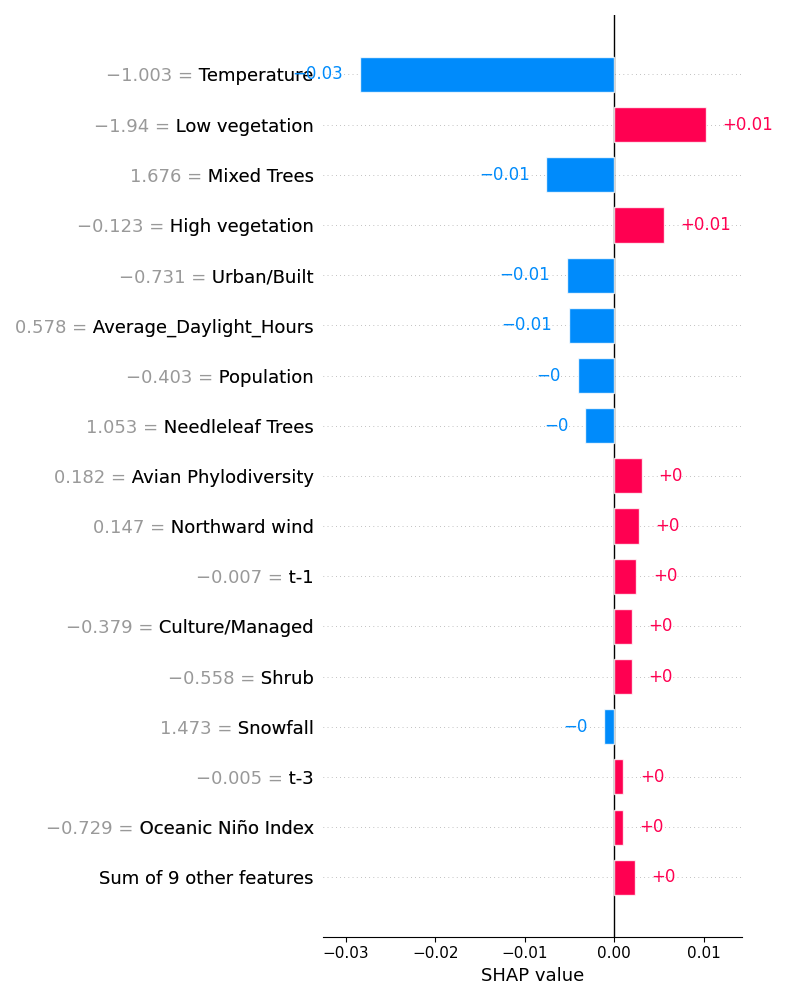 −1.003 = Temperature −0.03
−1.94 = Low vegetation +0.01
1.676 = Mixed Trees −0.01
−0.123 = High vegetation +0.01
−0.731 = Urban/Built −0.01
0.578 = Average_Daylight_Hours −0.01
−0.403 = Population −0
1.053 = Needleleaf Trees −0
0.182 = Avian Phylodiversity +0
0.147 = Northward wind +0
−0.007 = t-1 +0
−0.379 = Culture/Managed +0
−0.558 = Shrub +0
1.473 = Snowfall −0
−0.005 = t-3 +0
−0.729 = Oceanic Niño Index +0
Sum of 9 other features +0
−0.03 −0.02 −0.01 0.00 0.01
SHAP value